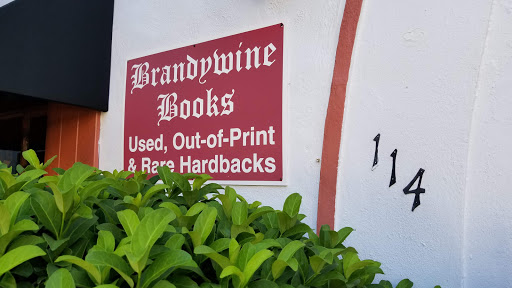 Brandywine
Books
Used, Out-of-Print
& Rare Hardbacks
114